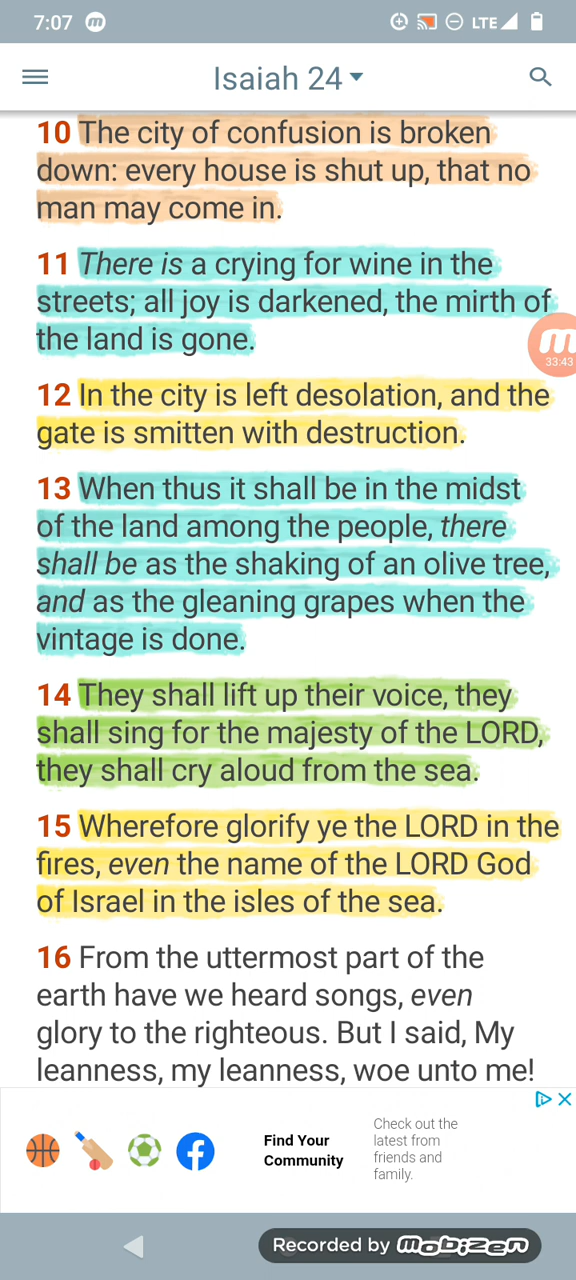 7:07 m LTE
Isaiah 24
10 The city of confusion is broken
down: every house is shut up, that no
man may come in.
11 There is a crying for wine in the
streets; all joy is darkened, the mirth of
the land is gone.
m
33:43
12 In the city is left desolation, and the
gate is smitten with destruction.
13 When thus it shall be in the midst
of the land among the people, there
shall be as the shaking of an olive tree,
and as the gleaning grapes when the
vintage is done.
14 They shall lift up their voice, they
shall sing for the majesty of the LORD,
they shall cry aloud from the sea.
15 Wherefore glorify ye the LORD in the
fires, even the name of the LORD God
of Israel in the isles of the sea.
16 From the uttermost part of the
earth have we heard songs, even
glory to the righteous. But I said, My
leanness, my leanness, woe unto me!
Find Your
Community
Check out the
latest from
friends and
family.
Recorded by mobizen